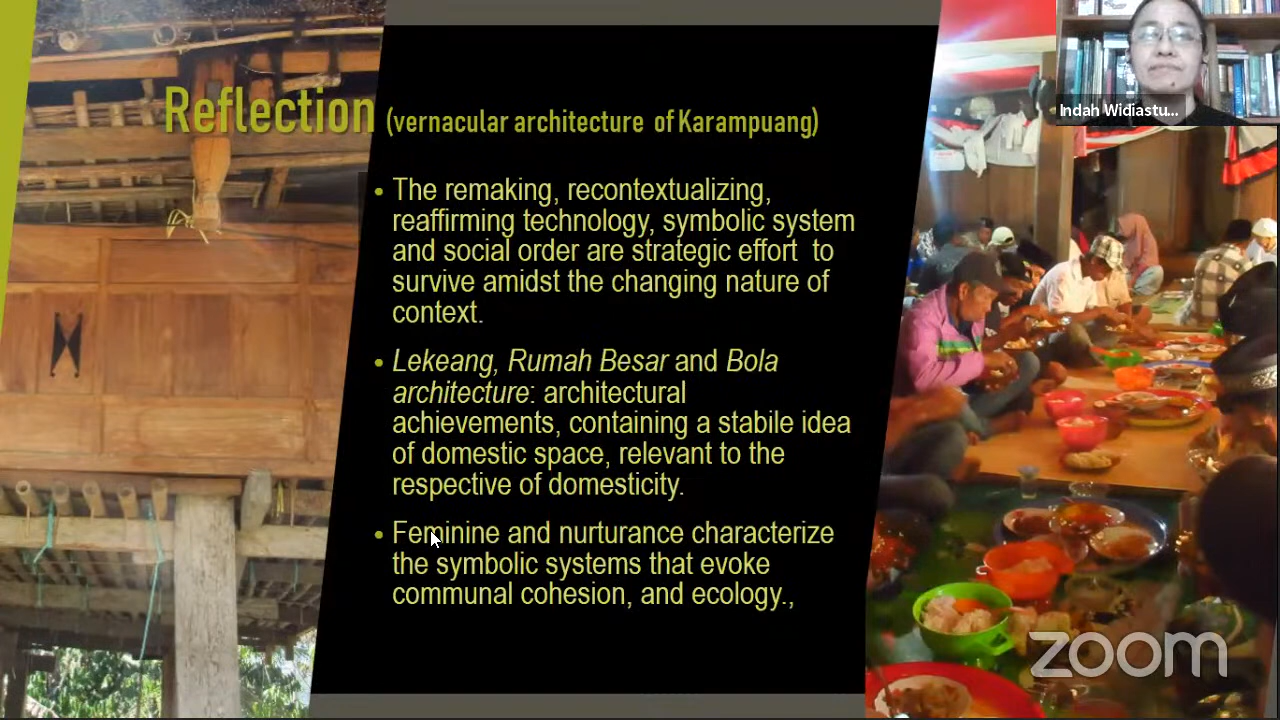 Reflection (vernacular architecture of Karampuang)
• The remaking, recontextualizing,
reaffirming technology, symbolic system
and social order are strategic effort to
survive amidst the changing nature of
context.
• Lekeang, Rumah Besar and Bola
architecture: architectural
achievements, containing a stabile idea
of domestic space, relevant to the
respective of domesticity.
• Feminine and nurturance characterize
the symbolic systems that evoke
communal cohesion, and ecology.,
Indah Widiastu...
zoom